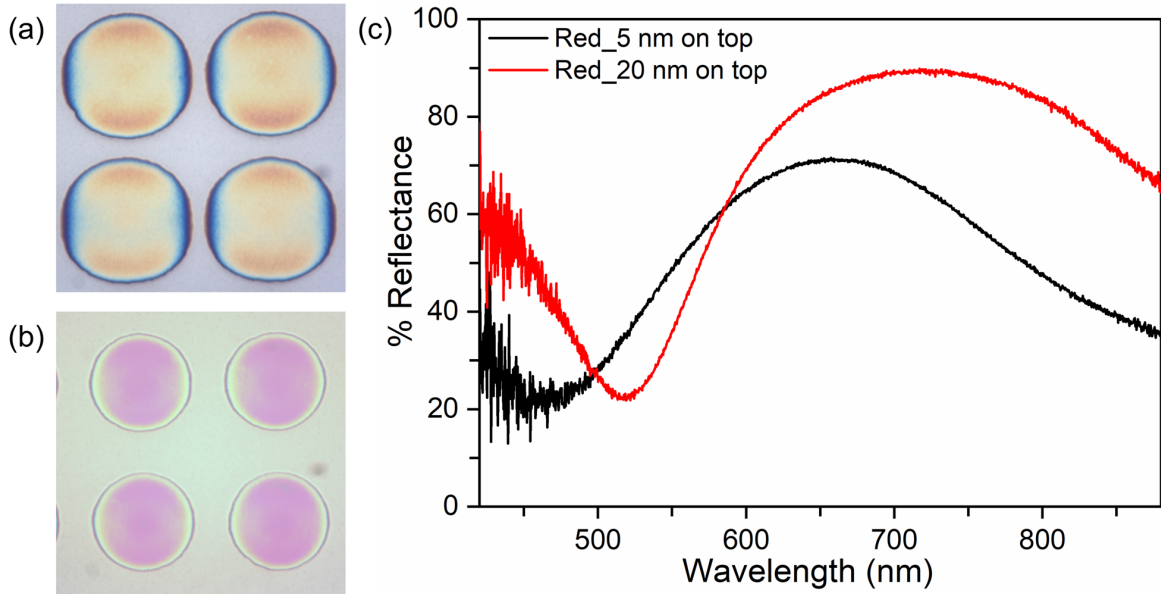 (a)
(b)
(c)
Red_5 nm on top
Red_20 nm on top
% Reflectance
100
80
60
40
20
0
500
600
700
800
Wavelength (nm)